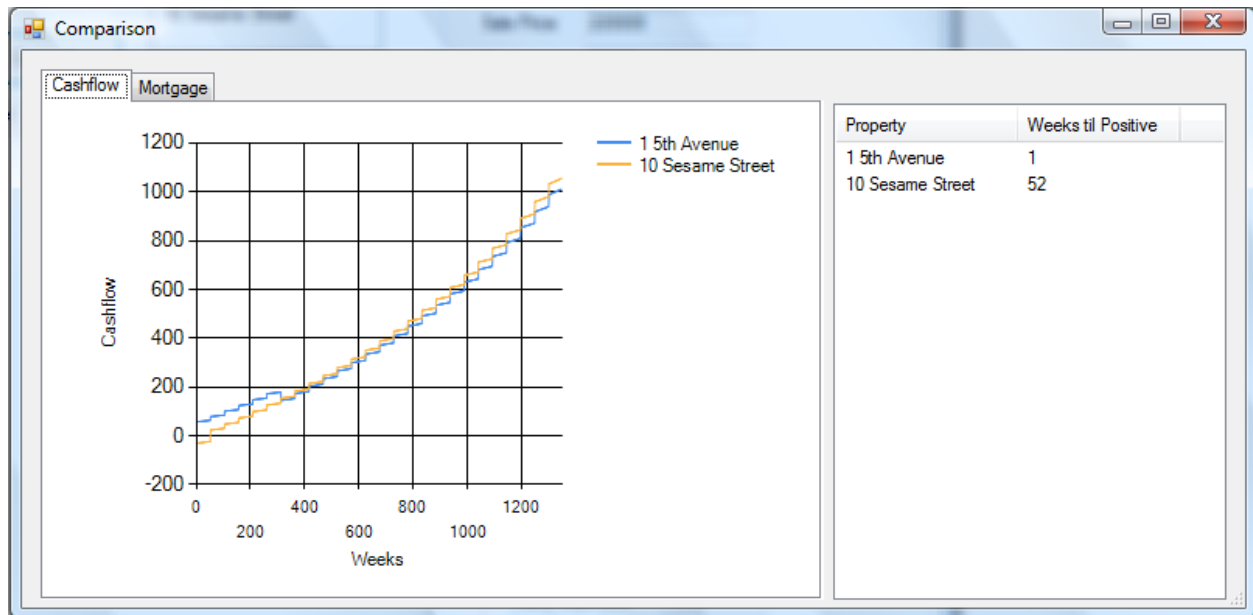 Comparison
Cashflow Mortgage
1200
1000
800
600
400
200
0
-200
Cashflow
0 400 800 1200
200 600 1000
Weeks
1 5th Avenue
10 Sesame Street
Property Weeks til Positive
1 5th Avenue 1
10 Sesame Street 52